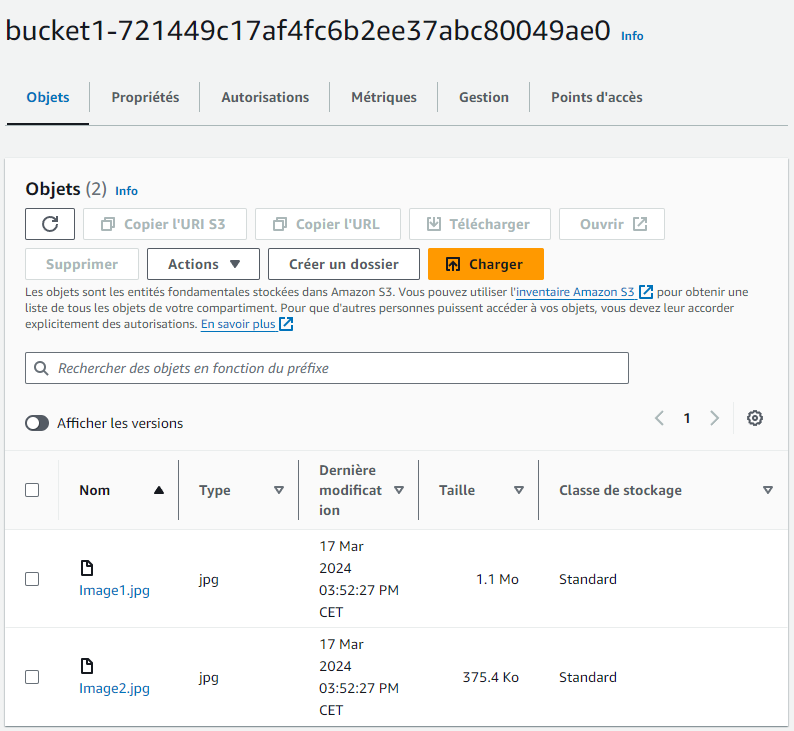 bucket1-721449c17af4fc6b2ee37abc80049ae0 Info
Objets Propriétés Autorisations Métriques Gestion Points d'accès
Objets (2) Info
Copier l'URI S3 Copier l'URL Télécharger Ouvrir
Supprimer Actions Créer un dossier Charger
Les objets sont les entités fondamentales stockées dans Amazon S3. Vous pouvez utiliser l'inventaire Amazon S3 pour obtenir une
liste de tous les objets de votre compartiment. Pour que d'autres personnes puissent accéder à vos objets, vous devez leur accorder
explicitement des autorisations. En savoir plus
Rechercher des objets en fonction du préfixe
Afficher les versions 1
Nom Type Dernière modificat ion Taille Classe de stockage
Image1.jpg jpg 17 Mar 2024 03:52:27 PM CET 1.1 Mo Standard
Image2.jpg jpg 17 Mar 2024 03:52:27 PM CET 375.4 Ko Standard